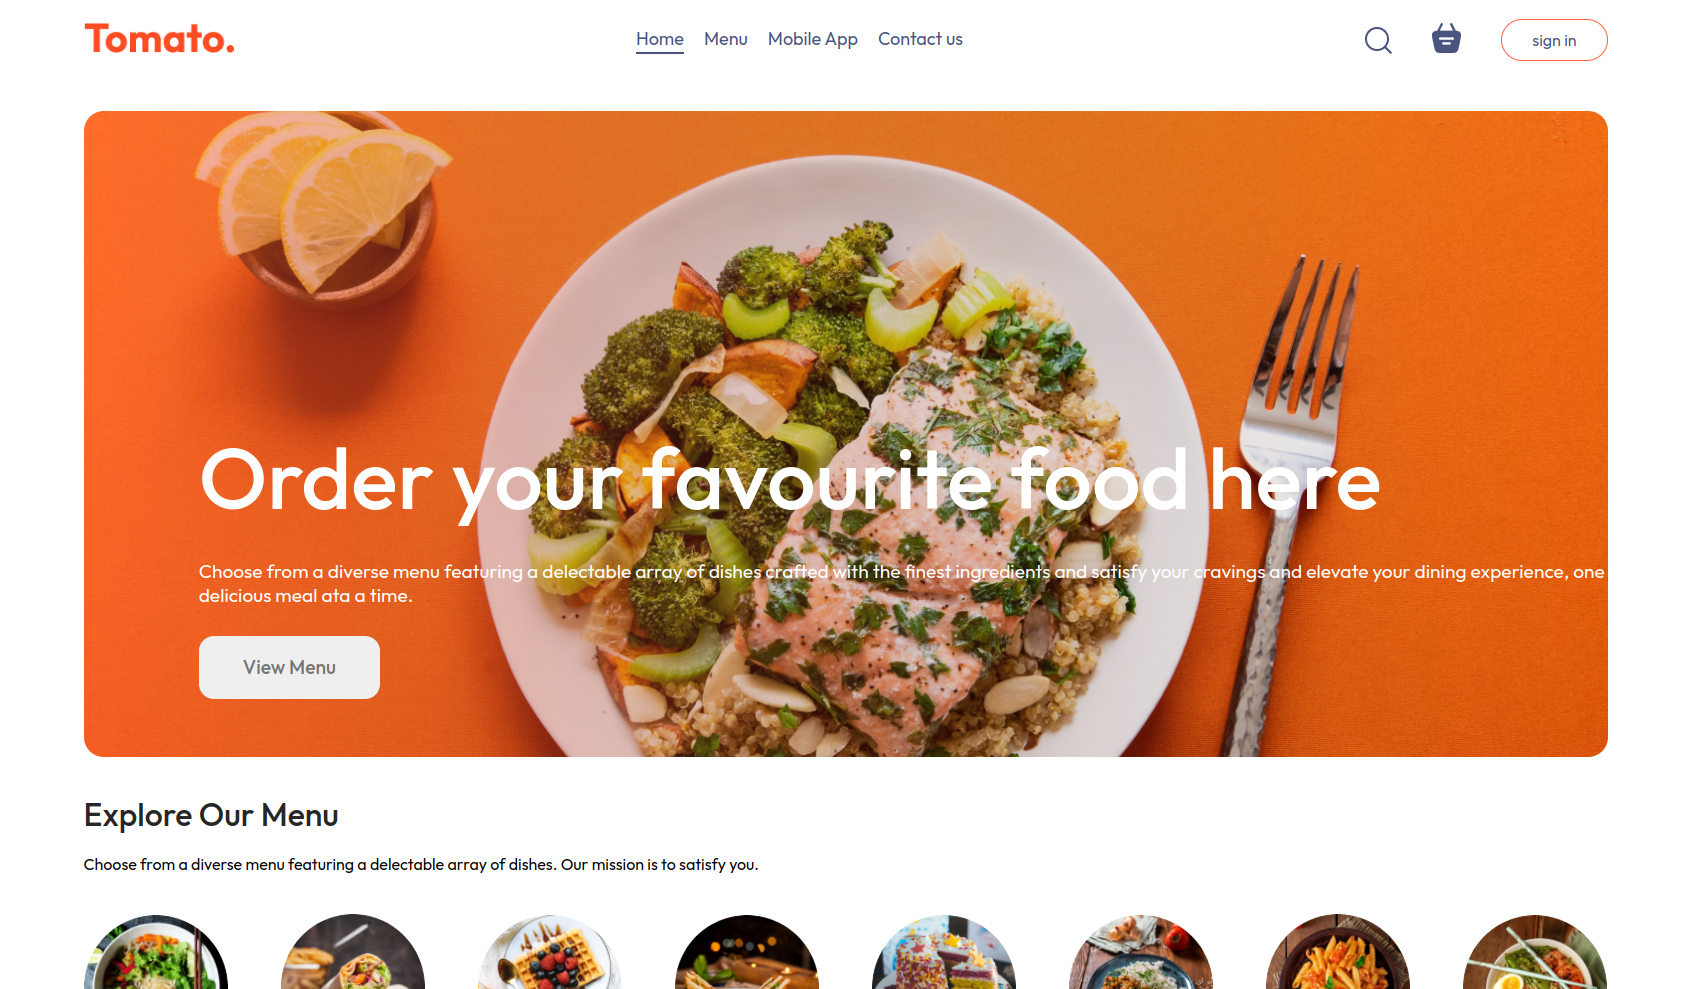 Tomato.
Home Menu Mobile App Contact us
sign in
Order your favourite food here
Choose from a diverse menu featuring a delectable array of dishes crafted with the finest ingredients and satisfy your cravings and elevate your dining experience, one
delicious meal ata a time.
View Menu
Explore Our Menu
Choose from a diverse menu featuring a delectable array of dishes. Our mission is to satisfy you.